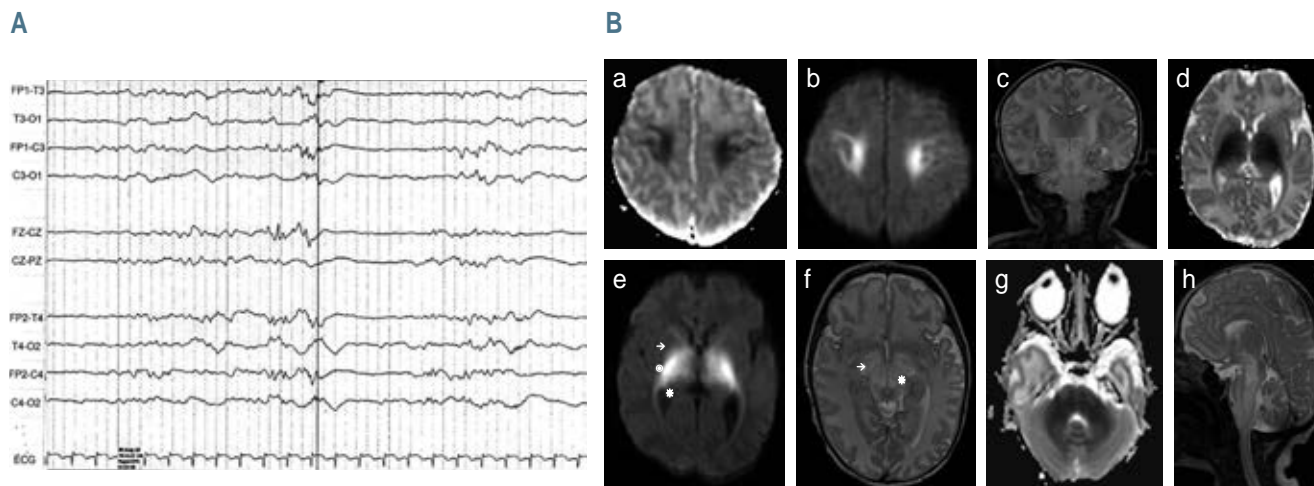 A
B
FP1-T3
T3-O1
FP1-C3
C3-O1
FZ-CZ
CZ-PZ
FP2-T4
T4-O2
FP2-C4
C4-O2
ECG
a
b
c
d
e
f
g
h